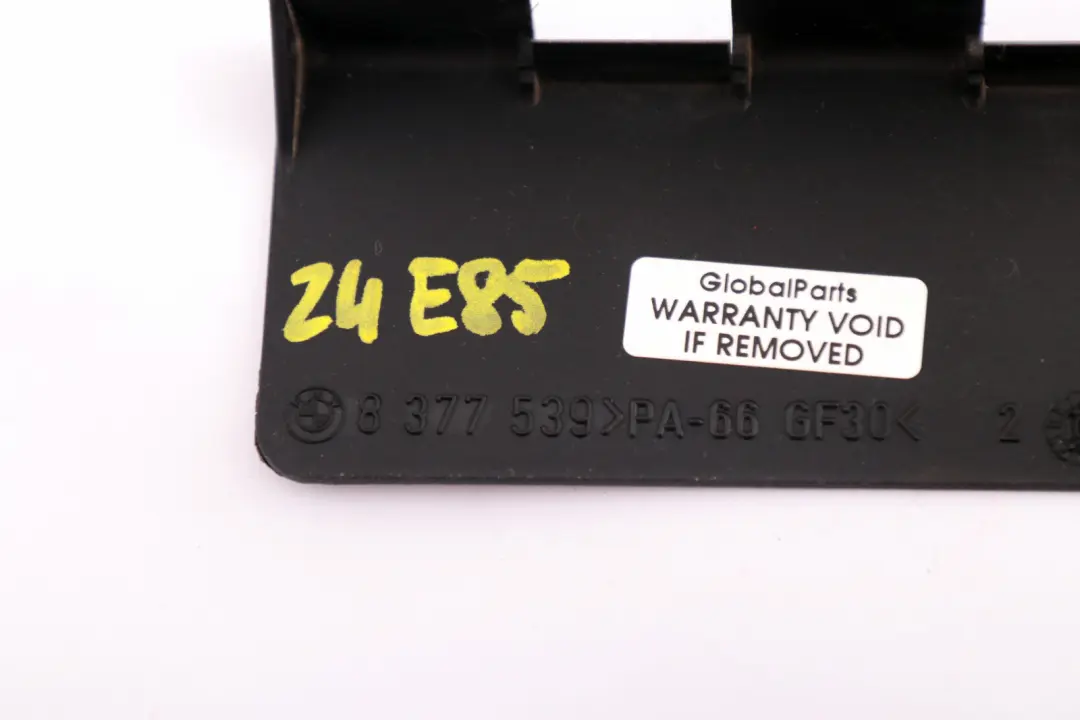 Z4 E85
GlobalParts
WARRANTY VOID
IF REMOVED
8 377 539 >PA-66 GF30< 2